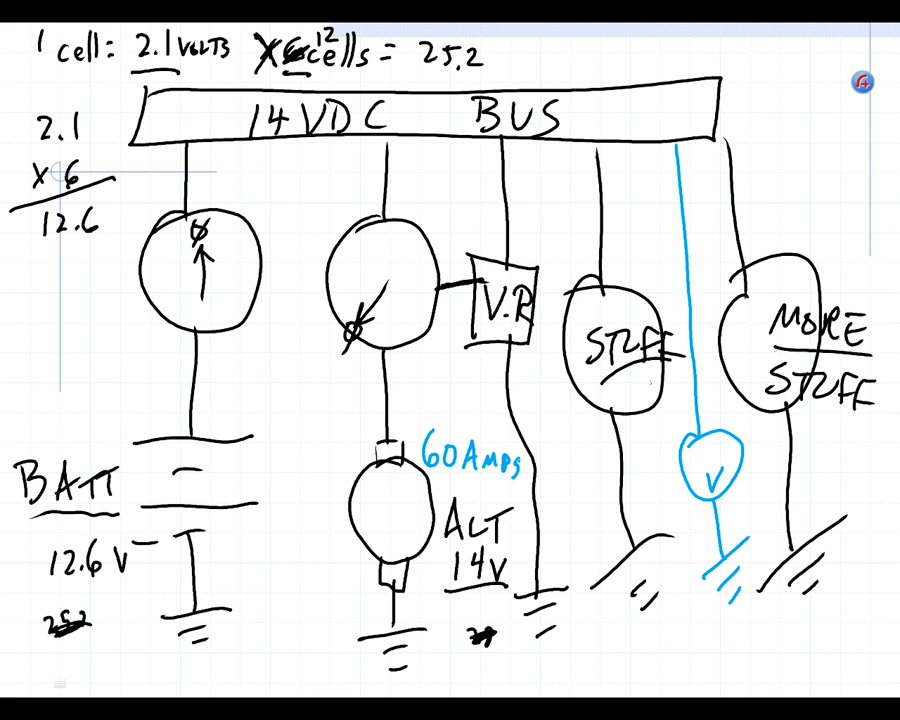 1 cell: 2.1 VOLTS X 12 cells = 25.2
14 VDC BUS
2.1
X 6
12.6
Ø
Ø
V.R
STUFF
MORE
STUFF
60 AMPS
V
BATT
12.6 V
ALT
14V